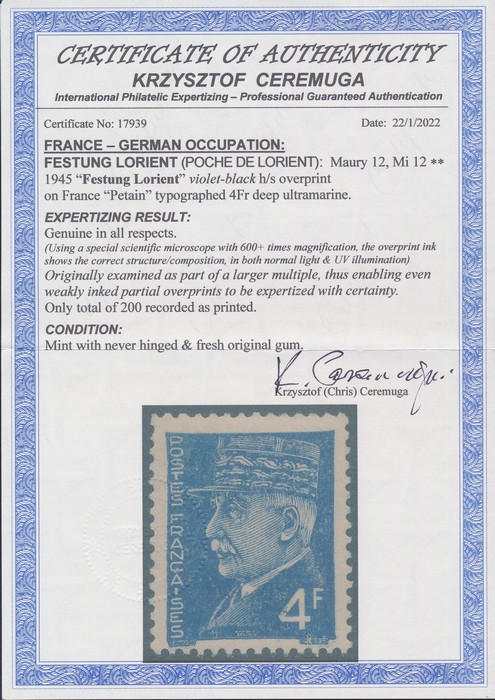 CERTIFICATE OF AUTHENTICITY
KRZYSZTOF CEREMUGA
International Philatelic Expertizing – Professional Guaranteed Authentication
Certificate No: 17939 Date: 22/1/2022
FRANCE – GERMAN OCCUPATION:
FESTUNG LORIENT (POCHE DE LORIENT): Maury 12, Mi 12 **
1945 “Festung Lorient” violet-black h/s overprint
on France “Petain” typographed 4Fr deep ultramarine.
EXPERTIZING RESULT:
Genuine in all respects.
(Using a special scientific microscope with 600+ times magnification, the overprint ink
shows the correct structure/composition, in both normal light & UV illumination)
Originally examined as part of a larger multiple, thus enabling even
weakly inked partial overprints to be expertized with certainty.
Only total of 200 recorded as printed.
CONDITION:
Mint with never hinged & fresh original gum.
K. Ceremuga
Krzysztof (Chris) Ceremuga
POSTES FRANÇAISES
4F